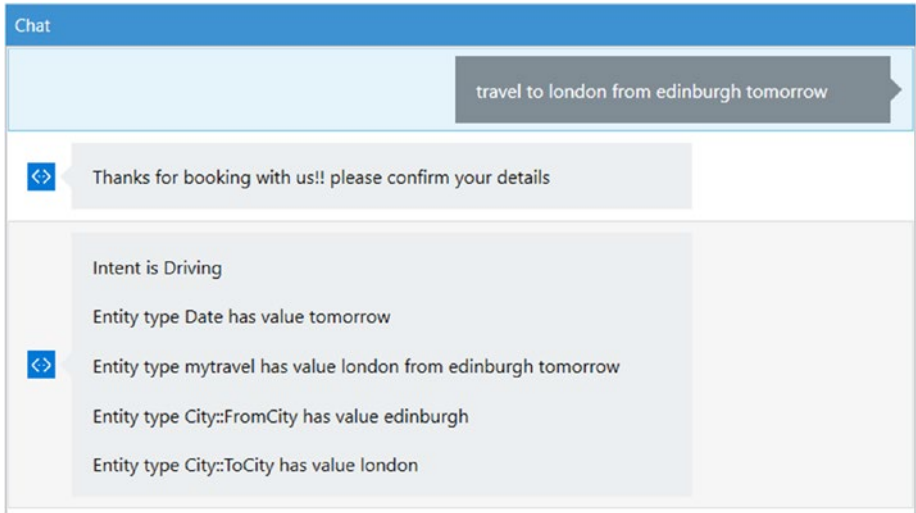 Chat
travel to london from edinburgh tomorrow
Thanks for booking with us!! please confirm your details
Intent is Driving
Entity type Date has value tomorrow
Entity type mytravel has value london from edinburgh tomorrow
Entity type City::FromCity has value edinburgh
Entity type City::ToCity has value london